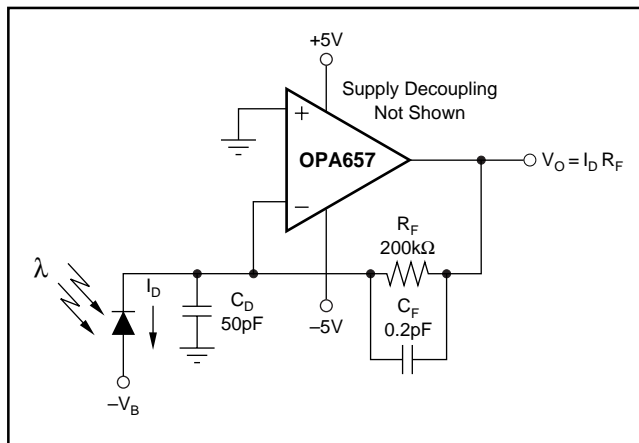 +5V
Supply Decoupling
Not Shown
+
OPA657
−
V_O = I_D R_F
R_F
200kΩ
λ
I_D
C_D
50pF
−5V
C_F
0.2pF
−V_B